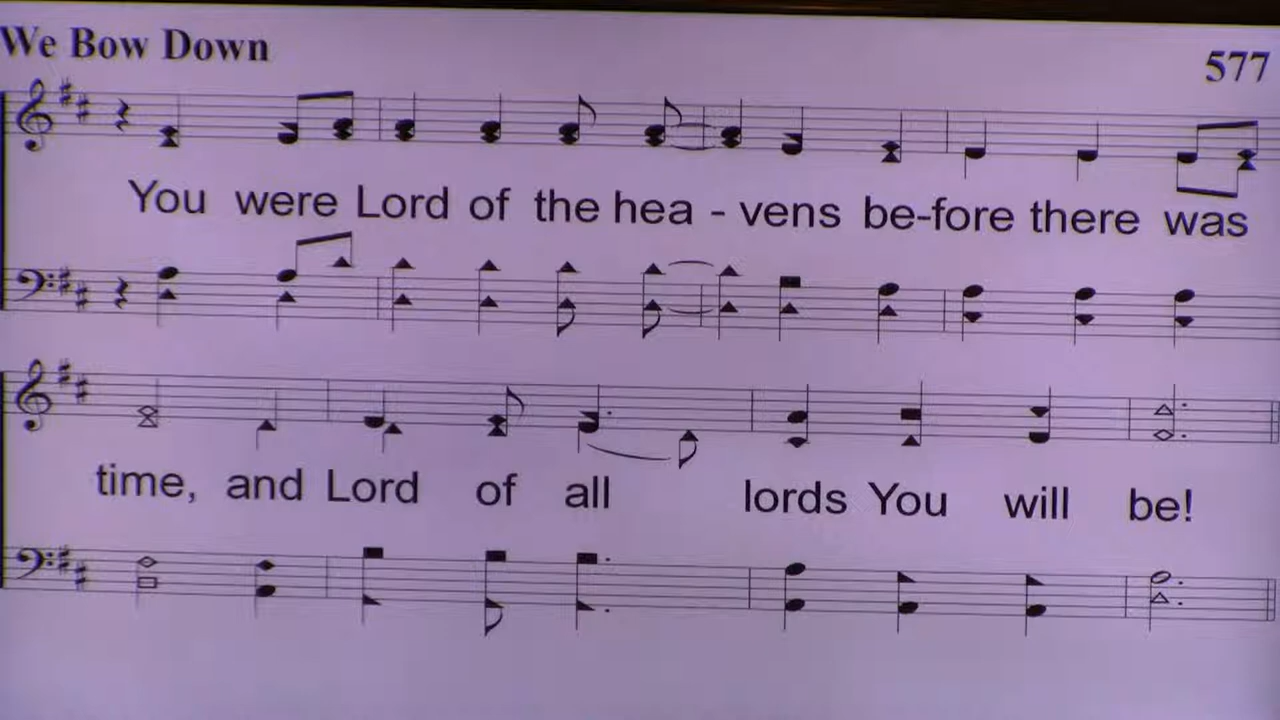 We Bow Down 577
You were Lord of the hea - vens be-fore there was
time, and Lord of all lords You will be!